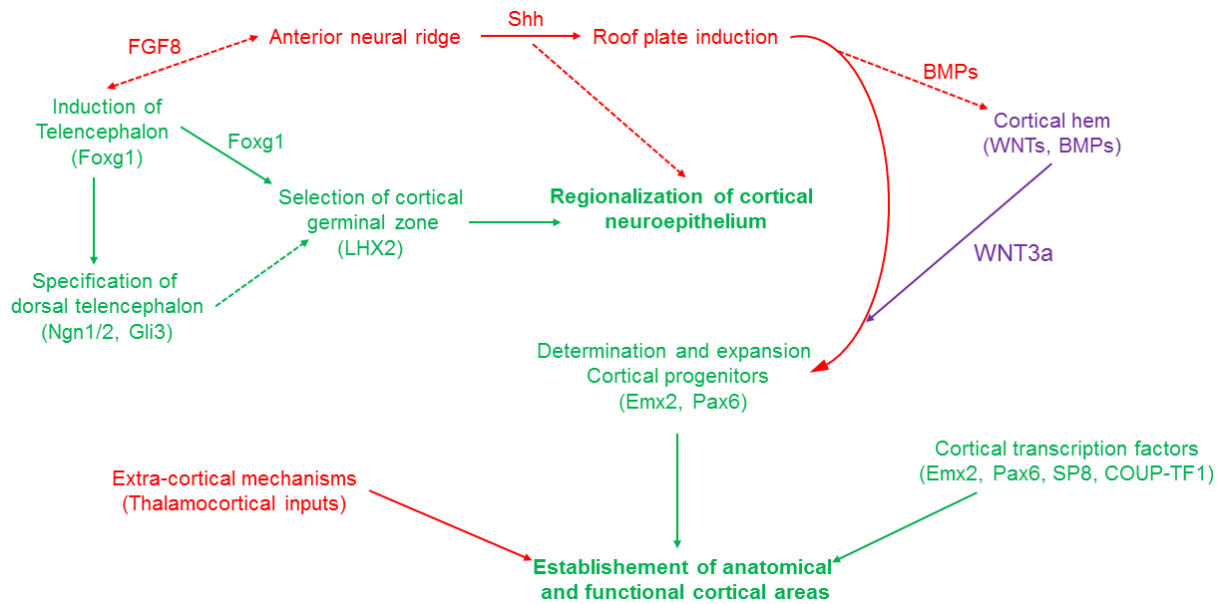 Shh
FGF8
Anterior neural ridge
Roof plate induction
BMPs
Induction of
Telencephalon
(Foxg1)
Foxg1
Cortical hem
(WNTs, BMPs)
Selection of cortical
germinal zone
(LHX2)
Regionalization of cortical
neuroepithelium
WNT3a
Specification of
dorsal telencephalon
(Ngn1/2, Gli3)
Determination and expansion
Cortical progenitors
(Emx2, Pax6)
Extra-cortical mechanisms
(Thalamocortical inputs)
Cortical transcription factors
(Emx2, Pax6, SP8, COUP-TF1)
Establishement of anatomical
and functional cortical areas